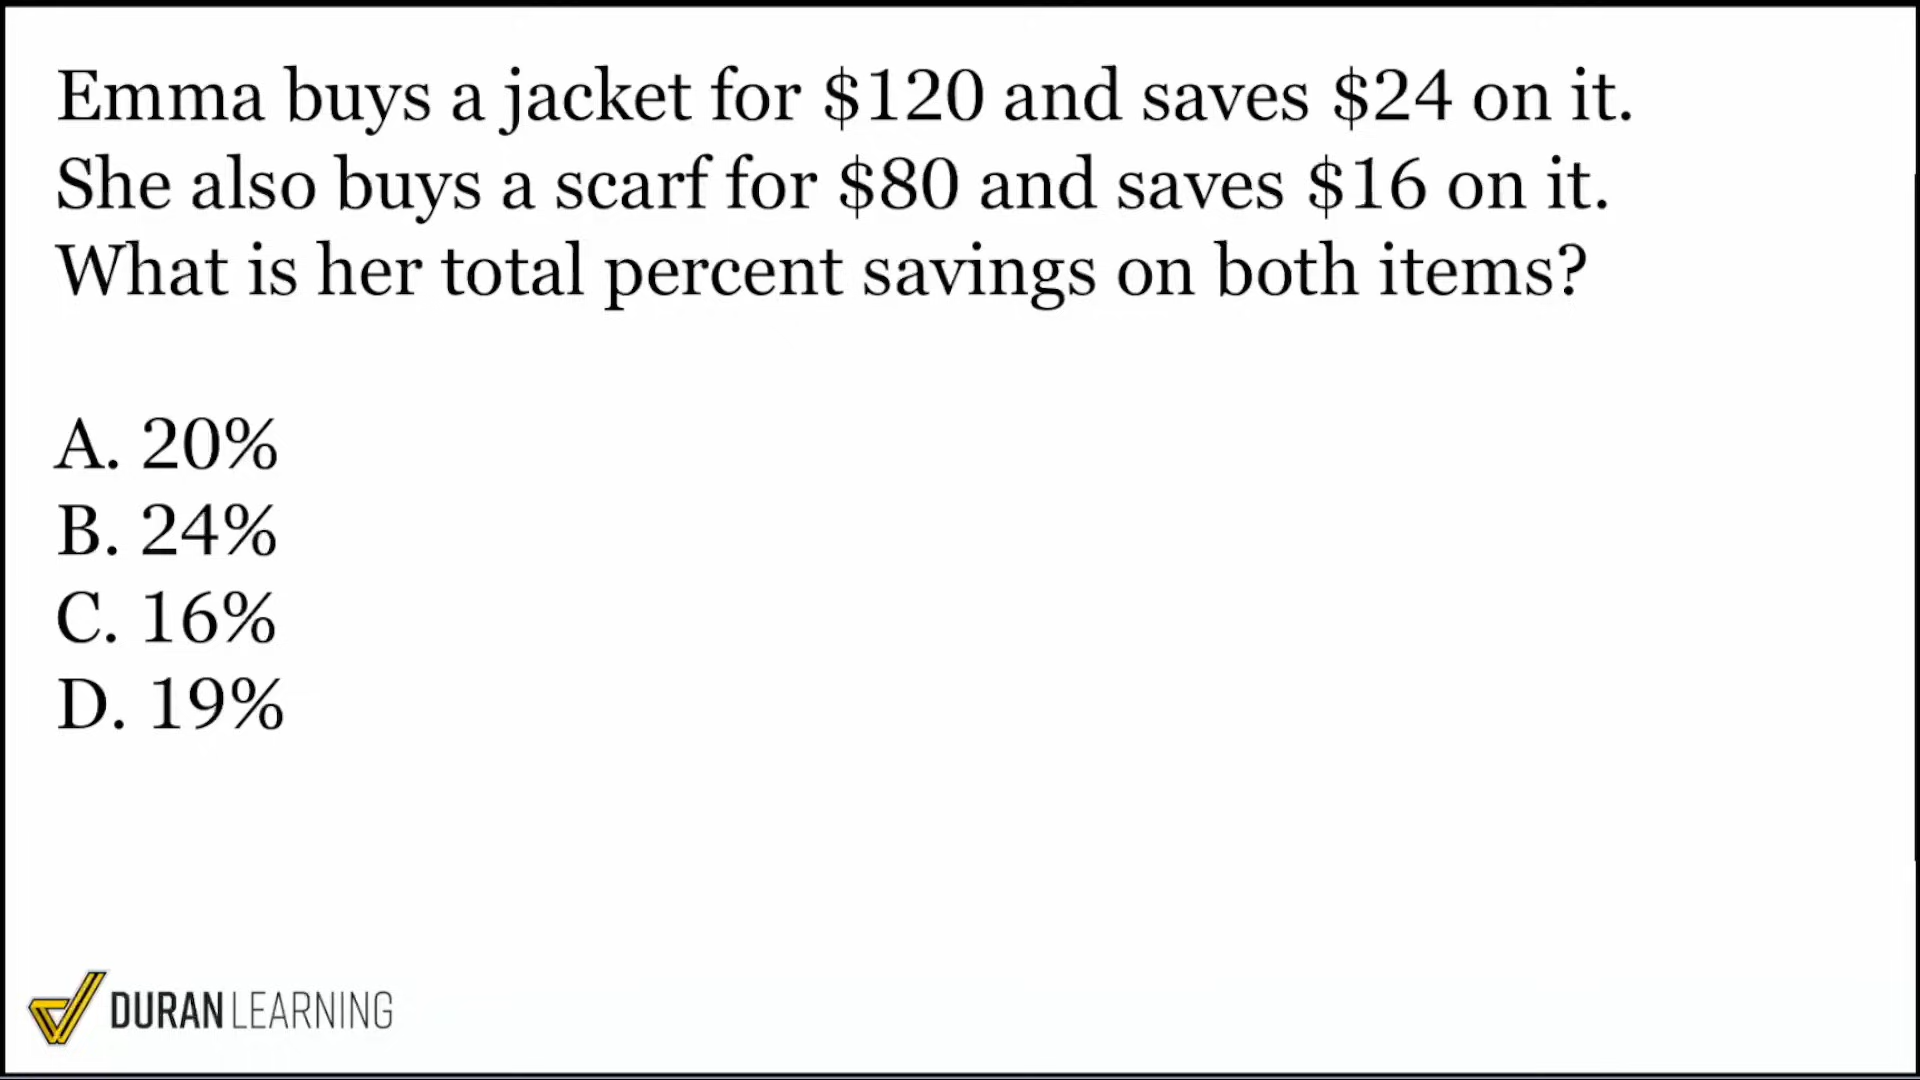 Emma buys a jacket for $120 and saves $24 on it.
She also buys a scarf for $80 and saves $16 on it.
What is her total percent savings on both items?
A. 20%
B. 24%
C. 16%
D. 19%
DURAN LEARNING